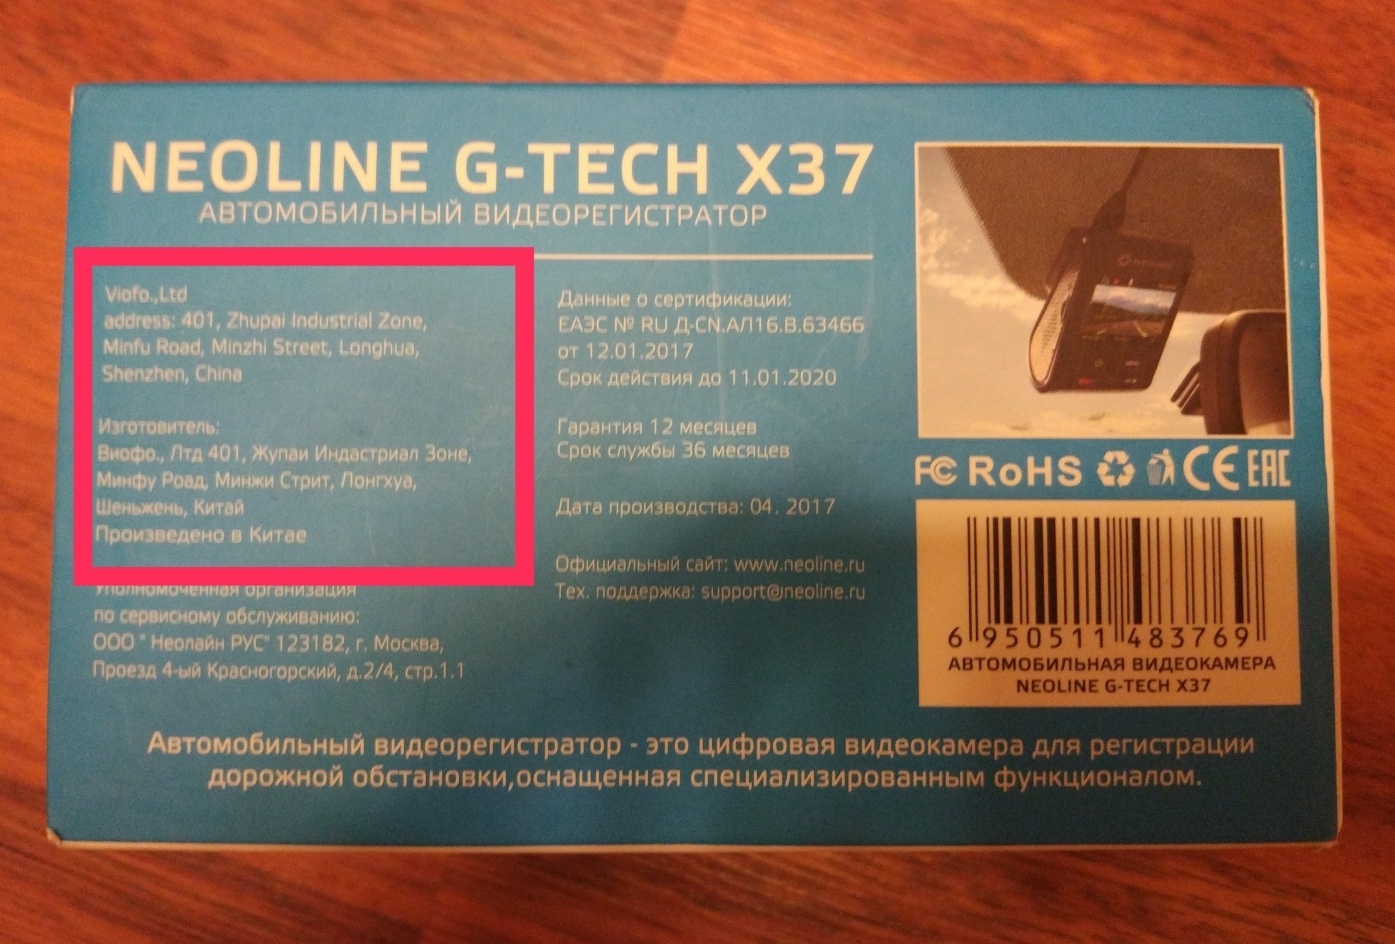 NEOLINE G-TECH X37
АВТОМОБИЛЬНЫЙ ВИДЕОРЕГИСТРАТОР
Viofo.,Ltd
address: 401, Zhupai Industrial Zone,
Minfu Road, Minzhi Street, Longhua,
Shenzhen, China
Изготовитель:
Виофо., Лтд 401, Жупаи Индастриал Зоне,
Минфу Роад, Минжи Стрит, Лонгхуа,
Шеньжень, Китай
Произведено в Китае
Уполномоченная организация
по сервисному обслуживанию:
ООО " Неолайн РУС" 123182, г. Москва,
Проезд 4-ый Красногорский, д.2/4, стр.1.1
Данные о сертификации:
ЕАЭС № RU Д-CN.АЛ16.В.63466
от 12.01.2017
Срок действия до 11.01.2020
Гарантия 12 месяцев
Срок службы 36 месяцев
Дата производства: 04. 2017
Официальный сайт: www.neoline.ru
Тех. поддержка: support@neoline.ru
FC RoHS CE EAC
6 950511 483769
АВТОМОБИЛЬНАЯ ВИДЕОКАМЕРА
NEOLINE G-TECH X37
Автомобильный видеорегистратор - это цифровая видеокамера для регистрации
дорожной обстановки,оснащенная специализированным функционалом.